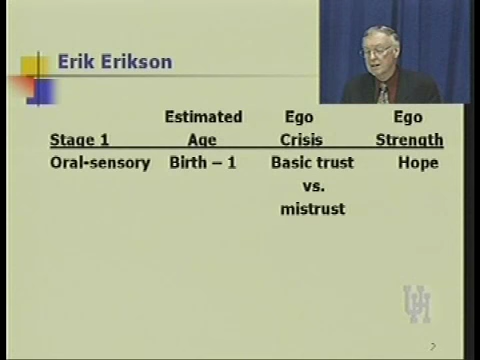 Erik Erikson
Estimated Ego Ego
Stage 1 Age Crisis Strength
Oral-sensory Birth – 1 Basic trust Hope
vs.
mistrust
UH
2